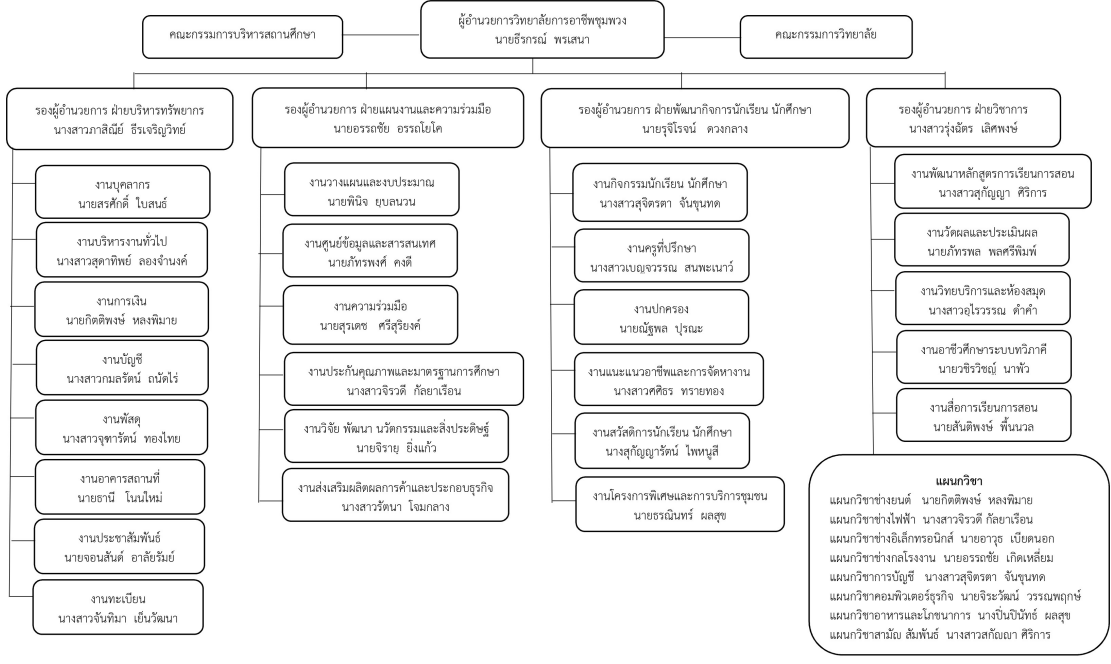 ผู้อำนวยการวิทยาลัยการอาชีพชุมพวง
นายธีรกรณ์ พรเสนา
คณะกรรมการบริหารสถานศึกษา
คณะกรรมการวิทยาลัย
รองผู้อำนวยการ ฝ่ายบริหารทรัพยากร
นางสาวภาสิณีย์ ธีรเจริญวิทย์
งานบุคลากร
นายสรศักดิ์ ใบสนธ์
งานบริหารงานทั่วไป
นางสาวสุดาทิพย์ ลองจำนงค์
งานการเงิน
นายกิตติพงษ์ หลงพิมาย
งานบัญชี
นางสาวกมลรัตน์ ถนัดไร่
งานพัสดุ
นางสาวจุฑารัตน์ ทองไทย
งานอาคารสถานที่
นายธานี โนนใหม่
งานประชาสัมพันธ์
นายจอนสันต์ อาลัยรัมย์
งานทะเบียน
นางสาวจันทิมา เย็นวัฒนา
รองผู้อำนวยการ ฝ่ายแผนงานและความร่วมมือ
นายอรรถชัย อรรถโยโค
งานวางแผนและงบประมาณ
นายพินิจ ยุบลนวน
งานศูนย์ข้อมูลและสารสนเทศ
นายภัทรพงศ์ คงดี
งานความร่วมมือ
นายสุรเดช ศรีสุริยงค์
งานประกันคุณภาพและมาตรฐานการศึกษา
นางสาวจิรวดี กัลยาเรือน
งานวิจัย พัฒนา นวัตกรรมและสิ่งประดิษฐ์
นายจิรายุ ยิ่งแก้ว
งานส่งเสริมผลิตผลการค้าและประกอบธุรกิจ
นางสาวรัตนา โจมกลาง
รองผู้อำนวยการ ฝ่ายพัฒนากิจการนักเรียน นักศึกษา
นายรุจิโรจน์ ดวงกลาง
งานกิจกรรมนักเรียน นักศึกษา
นางสาวสุจิตรตา จันขุนทด
งานครูที่ปรึกษา
นางสาวเบญจวรรณ สนพะเนาว์
งานปกครอง
นายณัฐพล ปุรณะ
งานแนะแนวอาชีพและการจัดหางาน
นางสาวศศิธร ทรายทอง
งานสวัสดิการนักเรียน นักศึกษา
นางสุกัญญารัตน์ ไพหนูสี
งานโครงการพิเศษและการบริการชุมชน
นายธรณินทร์ ผลสุข
รองผู้อำนวยการ ฝ่ายวิชาการ
นางสาวรุ่งฉัตร เลิศพงษ์
งานพัฒนาหลักสูตรการเรียนการสอน
นางสาวสุกัญญา ศิริการ
งานวัดผลและประเมินผล
นายภัทรพล พลศรีพิมพ์
งานวิทยบริการและห้องสมุด
นางสาวอุไรวรรณ ดำคำ
งานอาชีวศึกษาระบบทวิภาคี
นายวชิรวิชญ์ นาพัว
งานสื่อการเรียนการสอน
นายสันติพงษ์ พื้นนวล
แผนกวิชา
แผนกวิชาช่างยนต์ นายกิตติพงษ์ หลงพิมาย
แผนกวิชาช่างไฟฟ้า นางสาวจิรวดี กัลยาเรือน
แผนกวิชาช่างอิเล็กทรอนิกส์ นายอาวุธ เบียดนอก
แผนกวิชาช่างกลโรงงาน นายอรรถชัย เกิดเหลี่ยม
แผนกวิชาการบัญชี นางสาวสุจิตรตา จันขุนทด
แผนกวิชาคอมพิวเตอร์ธุรกิจ นายจิระวัฒน์ วรรณพฤกษ์
แผนกวิชาอาหารและโภชนาการ นางปิ่นปินัทธ์ ผลสุข
แผนกวิชาสามัญ สัมพันธ์ นางสาวสุกัญญา ศิริการ